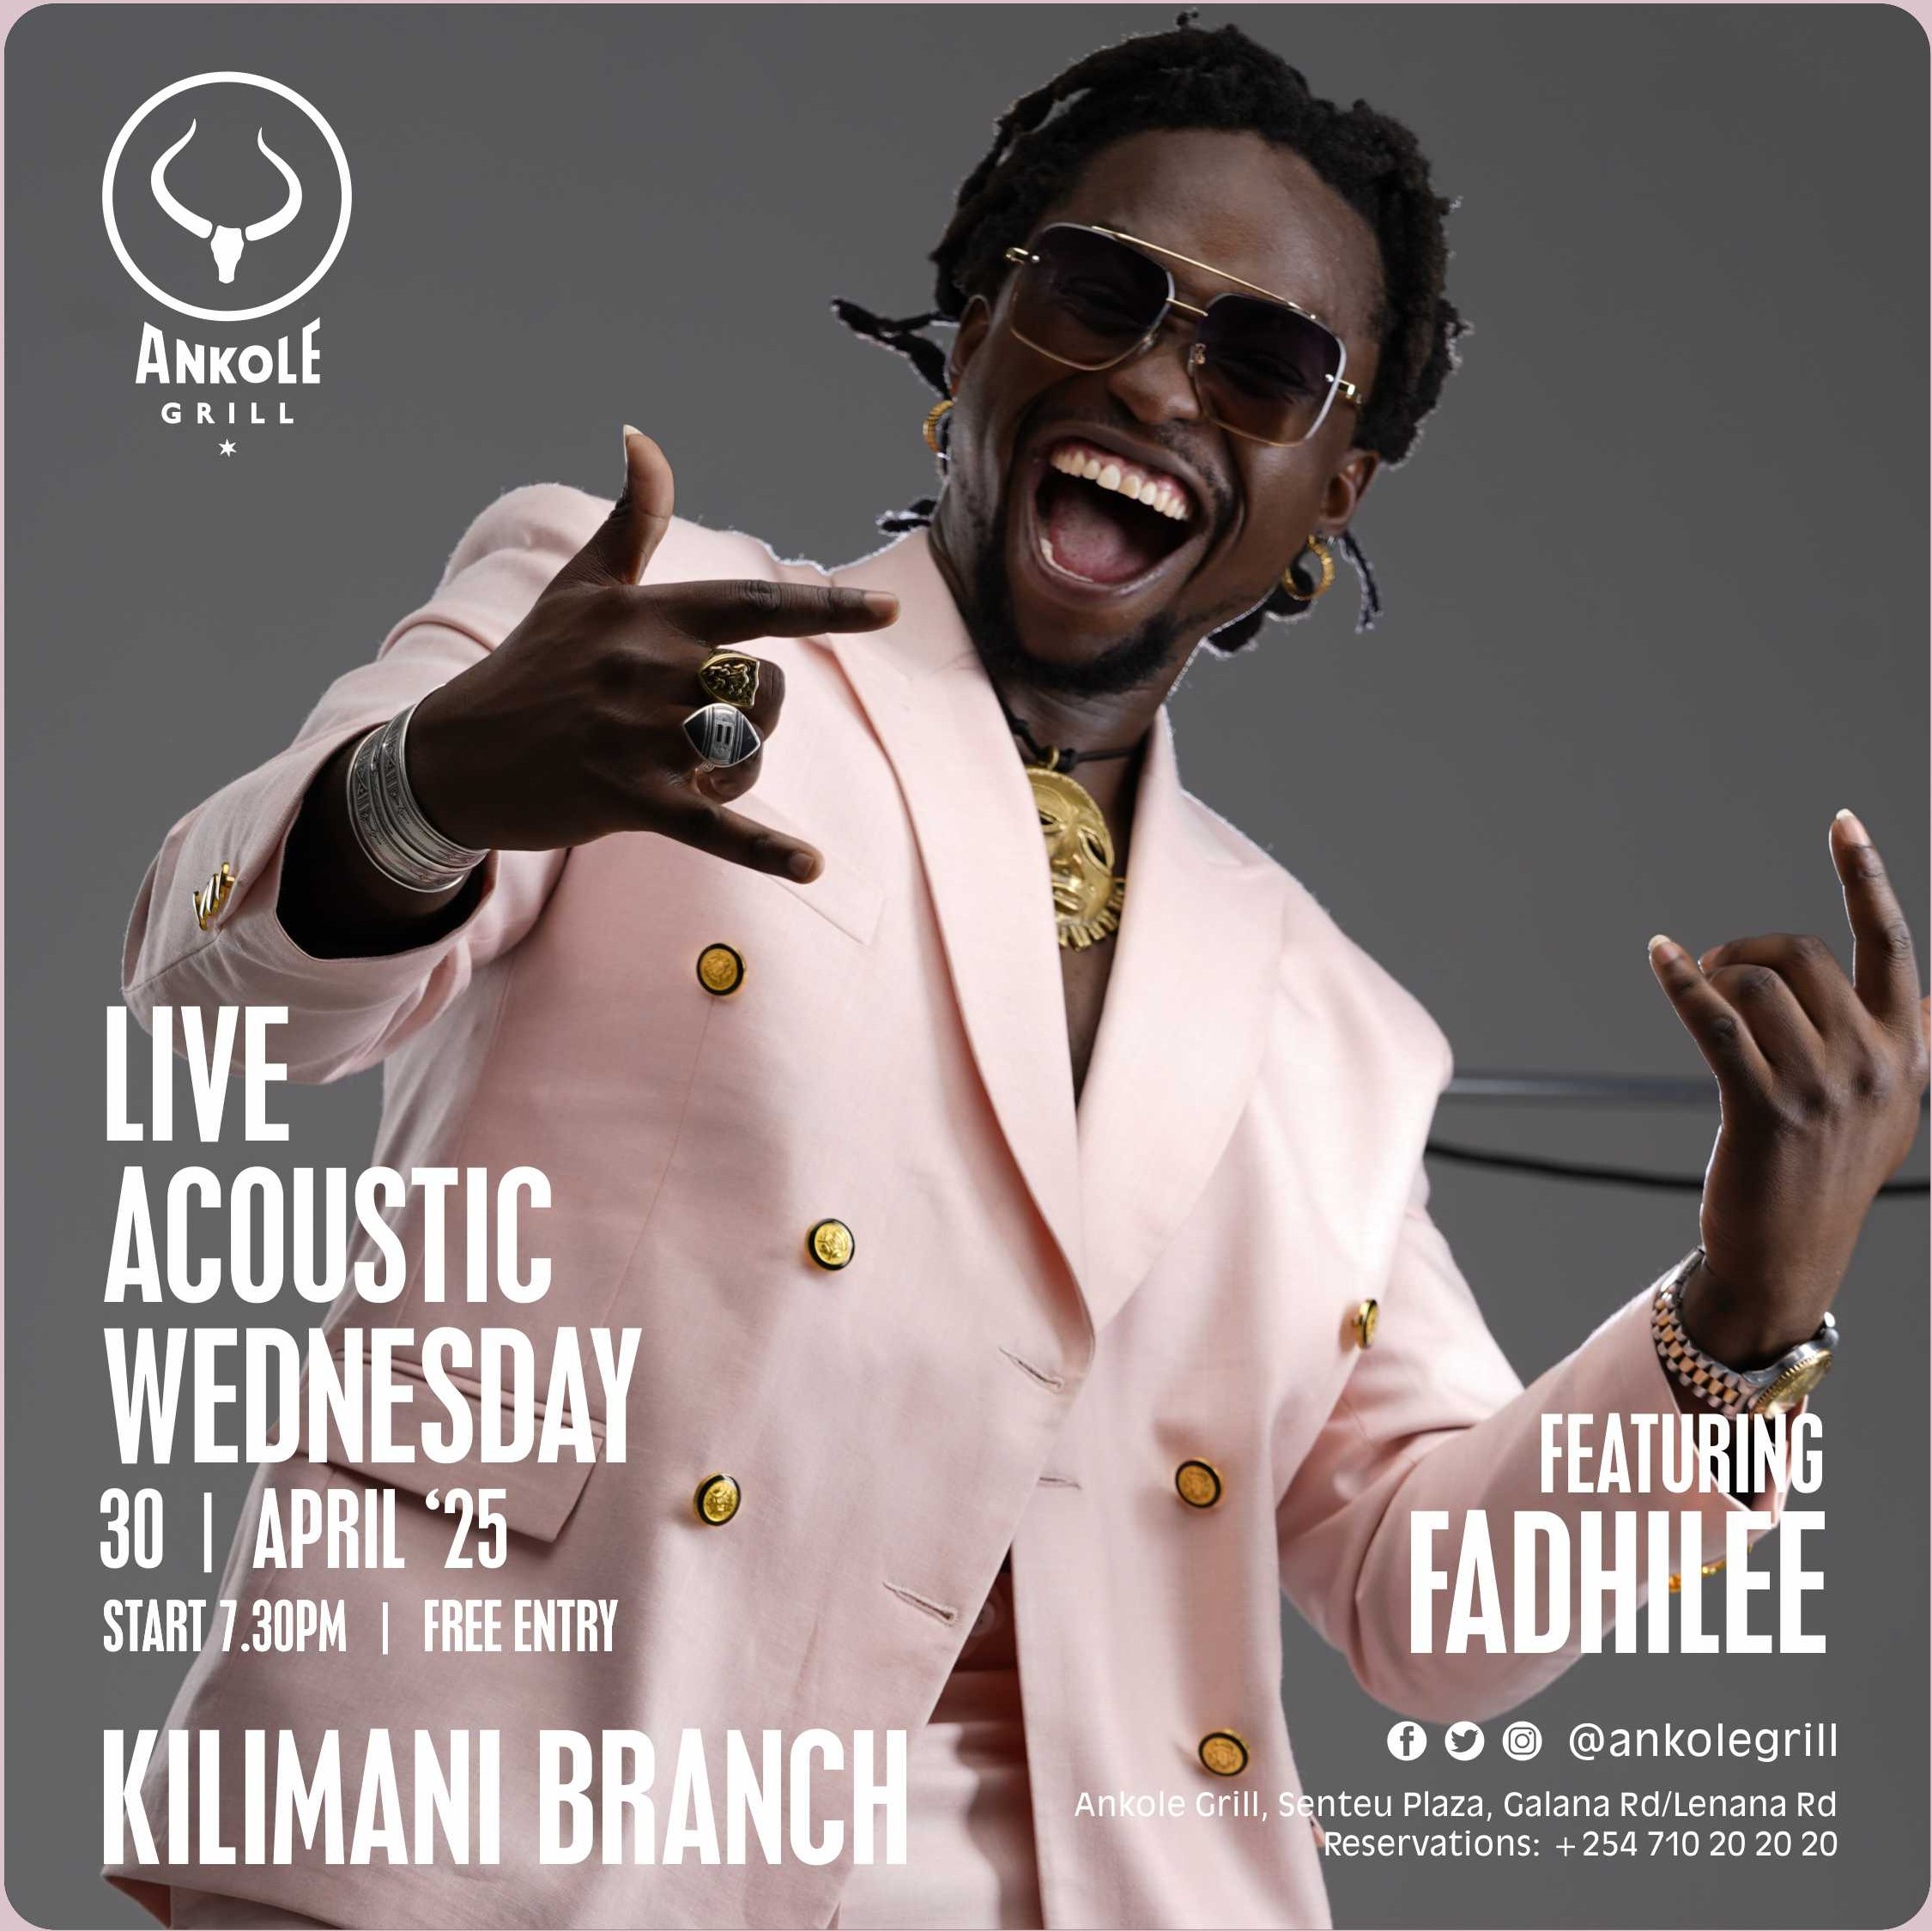 ANKOLE
GRILL
LIVE
ACOUSTIC
WEDNESDAY
30 | APRIL ‘25
START 7.30PM | FREE ENTRY
KILIMANI BRANCH
FEATURING
FADHILEE
@ankolegrill
Ankole Grill, Senteu Plaza, Galana Rd/Lenana Rd
Reservations: +254 710 20 20 20